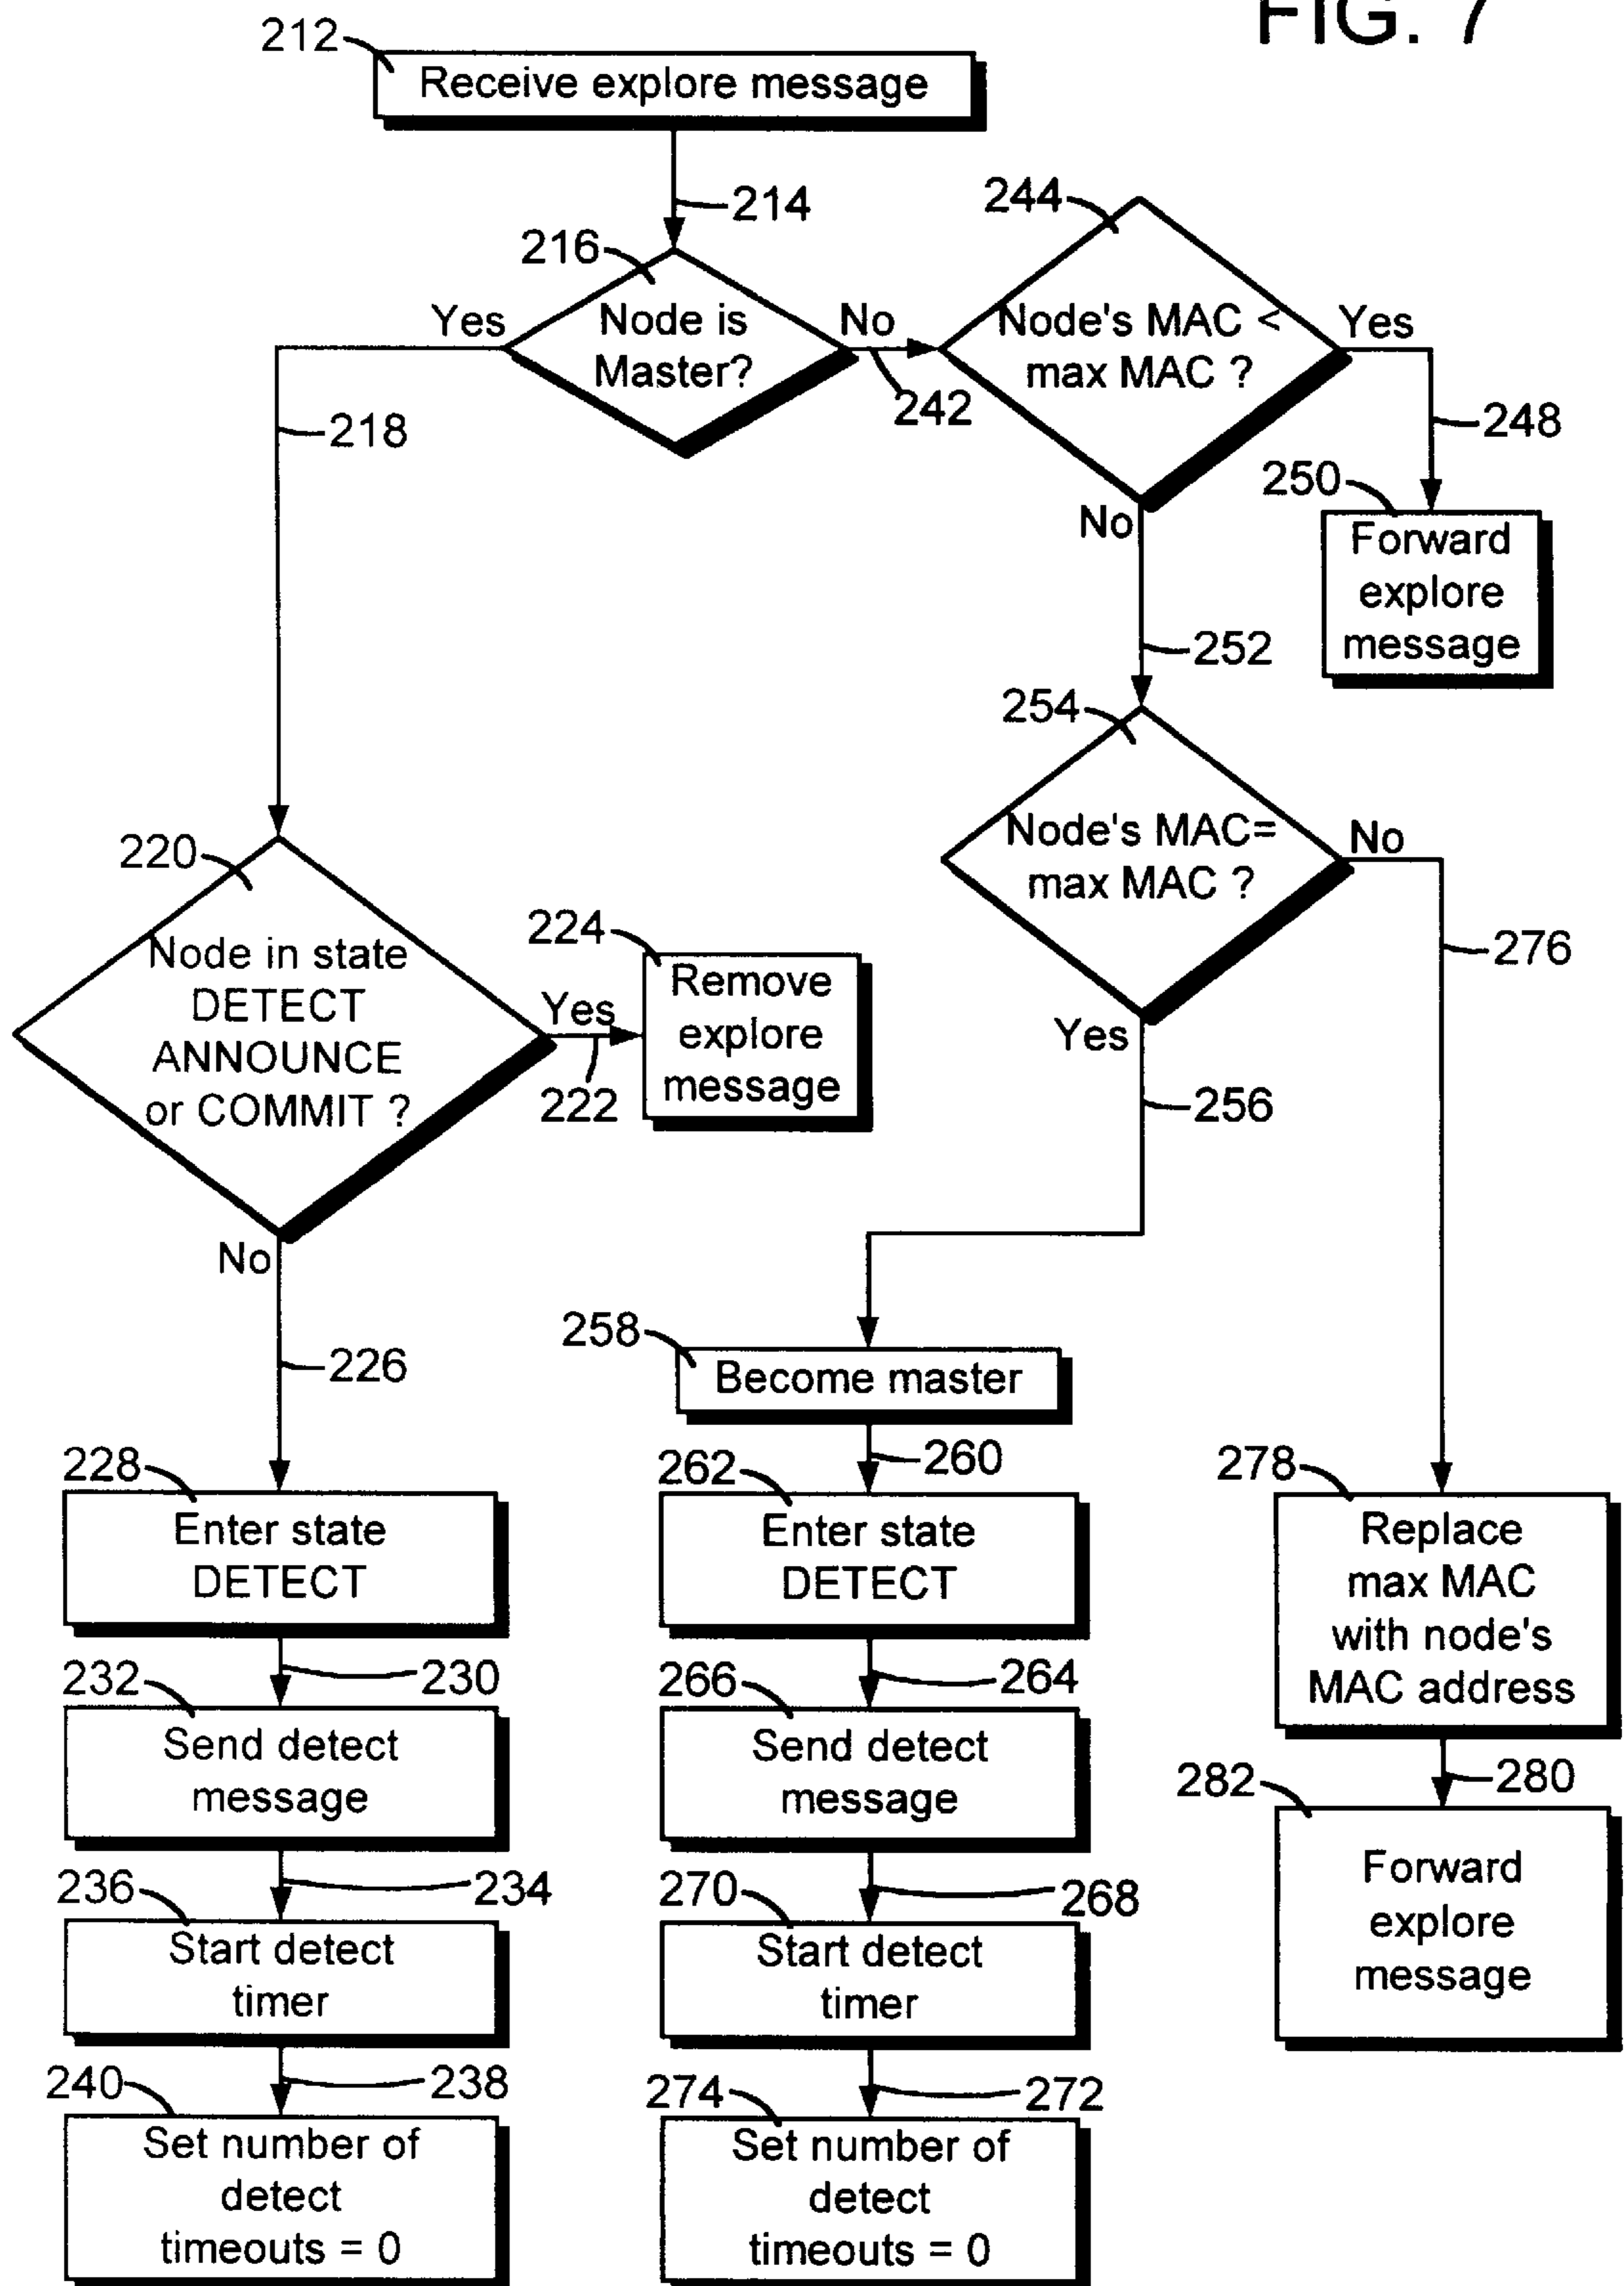 FIG. 7
212
Receive explore message
214
216
Node is
Master?
Yes
No
242
244
Node's MAC <
max MAC ?
Yes
248
250
Forward
explore
message
No
252
218
254
Node's MAC=
max MAC ?
No
276
Yes
256
220
Node in state
DETECT
ANNOUNCE
or COMMIT ?
Yes
222
224
Remove
explore
message
No
226
258
Become master
260
228
Enter state
DETECT
262
Enter state
DETECT
278
Replace
max MAC
with node's
MAC address
230
232
Send detect
message
264
266
Send detect
message
280
282
Forward
explore
message
234
236
Start detect
timer
268
270
Start detect
timer
238
240
Set number of
detect
timeouts = 0
272
274
Set number of
detect
timeouts = 0